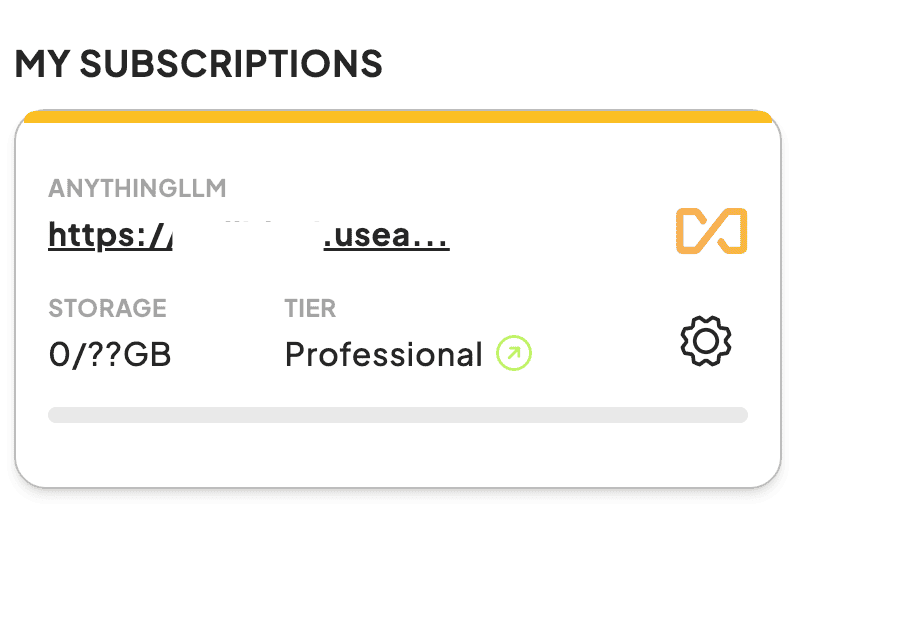 MY SUBSCRIPTIONS
ANYTHINGLLM
https:// .usea...
STORAGE
0/??GB
TIER
Professional